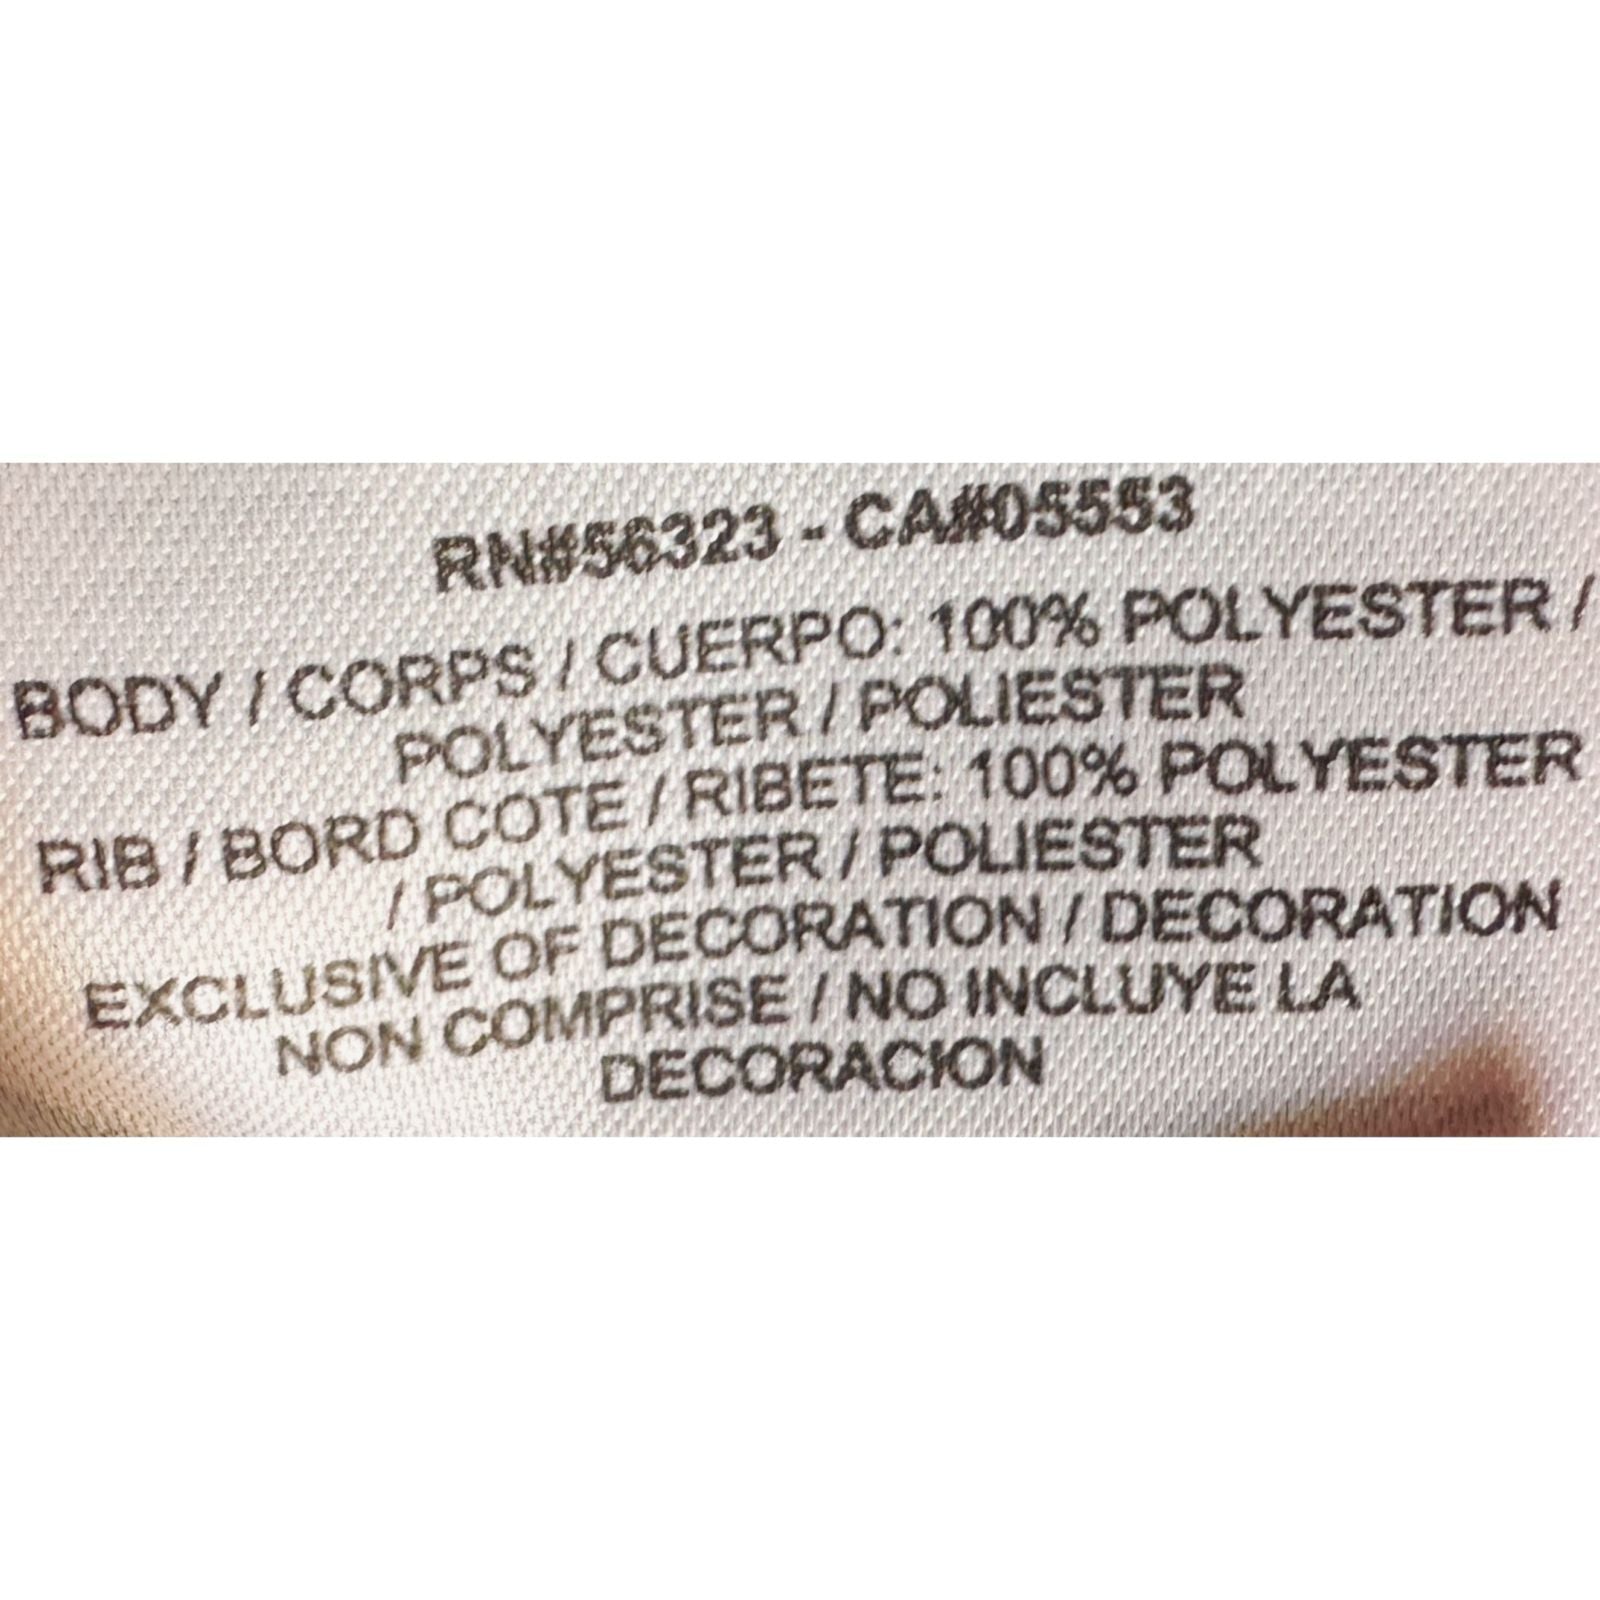 RN#56323 - CA#05553
BODY / CORPS / CUERPO: 100% POLYESTER /
POLYESTER / POLIESTER
RIB / BORD COTE / RIBETE: 100% POLYESTER
/ POLYESTER / POLIESTER
EXCLUSIVE OF DECORATION / DECORATION
NON COMPRISE / NO INCLUYE LA
DECORACION